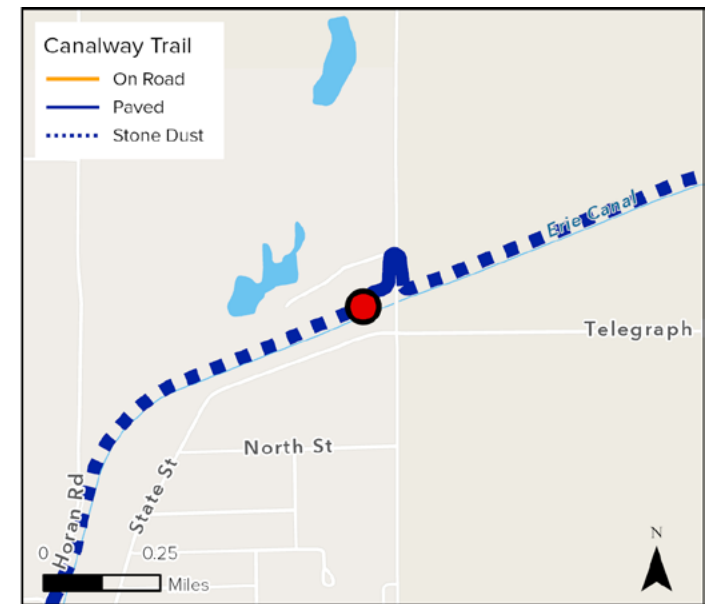 Canalway Trail
On Road
Paved
Stone Dust
Erie Canal
Telegraph
North St
State St
Horan Rd
N
0 0.25
Miles